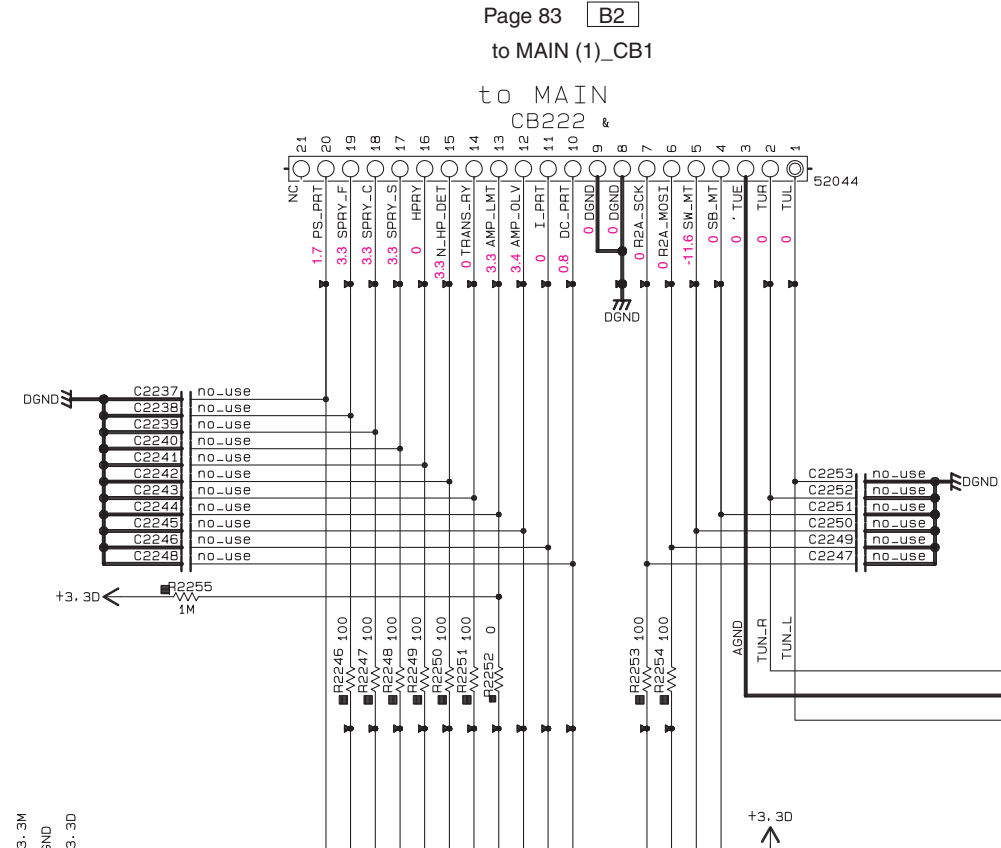 Page 83 B2
to MAIN (1)_CB1
to MAIN
CB222 &
21 20 19 18 17 16 15 14 13 12 11 10 9 8 7 6 5 4 3 2 1
52044
NC
1.7 PS_PRT
3.3 SPRY_F
3.3 SPRY_C
3.3 SPRY_S
0 HPRY
3.3 N_HP_DET
0 TRANS_RY
3.3 AMP_LMT
3.4 AMP_OLV
0 I_PRT
0.8 DC_PRT
0 DGND
0 DGND
0 R2A_SCK
0 R2A_MOSI
-11.6 SW_MT
0 SB_MT
0 ' TUE
0 TUR
0 TUL
DGND
DGND
C2237 no_use
C2238 no_use
C2239 no_use
C2240 no_use
C2241 no_use
C2242 no_use
C2243 no_use
C2244 no_use
C2245 no_use
C2246 no_use
C2248 no_use
C2253 no_use
DGND
C2252 no_use
C2251 no_use
C2250 no_use
C2249 no_use
C2247 no_use
+3.3D
R2255
1M
R2246 100
R2247 100
R2248 100
R2249 100
R2250 100
R2251 100
R2252 0
R2253 100
R2254 100
AGND
TUN_R
TUN_L
3.3M
GND
3.3D
+3.3D